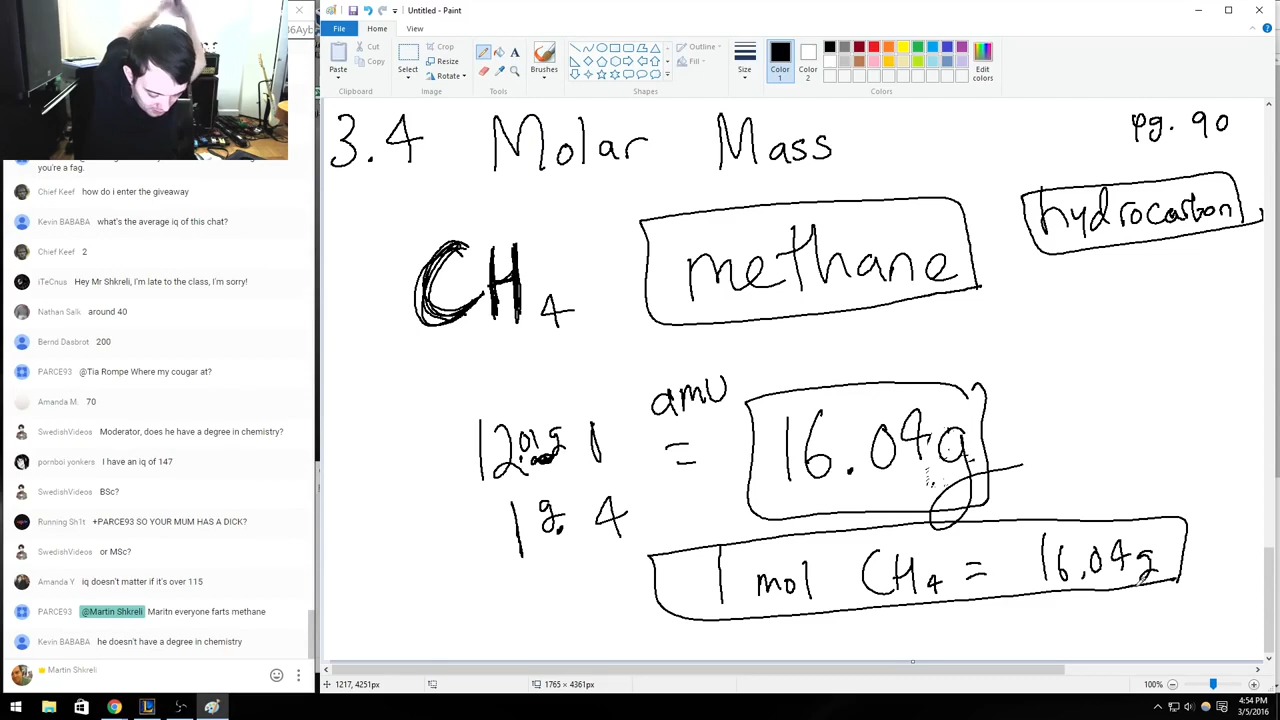 36Ayb
you're a fag.
Chief Keef how do i enter the giveaway
Kevin BABABA what's the average iq of this chat?
Chief Keef 2
iTeCnus Hey Mr Shkreli, I'm late to the class, I'm sorry!
Nathan Salk around 40
Bernd Dasbrot 200
PARCE93 @Tia Rompe Where my cougar at?
Amanda M. 70
SwedishVideos Moderator, does he have a degree in chemistry?
pornboi yonkers I have an iq of 147
SwedishVideos BSc?
Running Sh1t +PARCE93 SO YOUR MUM HAS A DICK?
SwedishVideos or MSc?
Amanda Y iq doesn't matter if it's over 115
PARCE93 @Martin Shkreli Maritn everyone farts methane
Kevin BABABA he doesn't have a degree in chemistry
Martin Shkreli
Untitled - Paint
File Home View
Paste Cut Copy Clipboard
Select Crop Resize Rotate Image
Tools
Brushes
Outline Fill Shapes
Size
Color 1
Color 2
Edit colors
Colors
3.4 Molar Mass pg. 90
hydrocarbon
CH4 methane
amu
12.01g 1 = 16.04g
1g. 4
1 mol CH4 = 16.04g
1217, 4251px
1765 × 4361px
100%
4:54 PM
3/5/2016